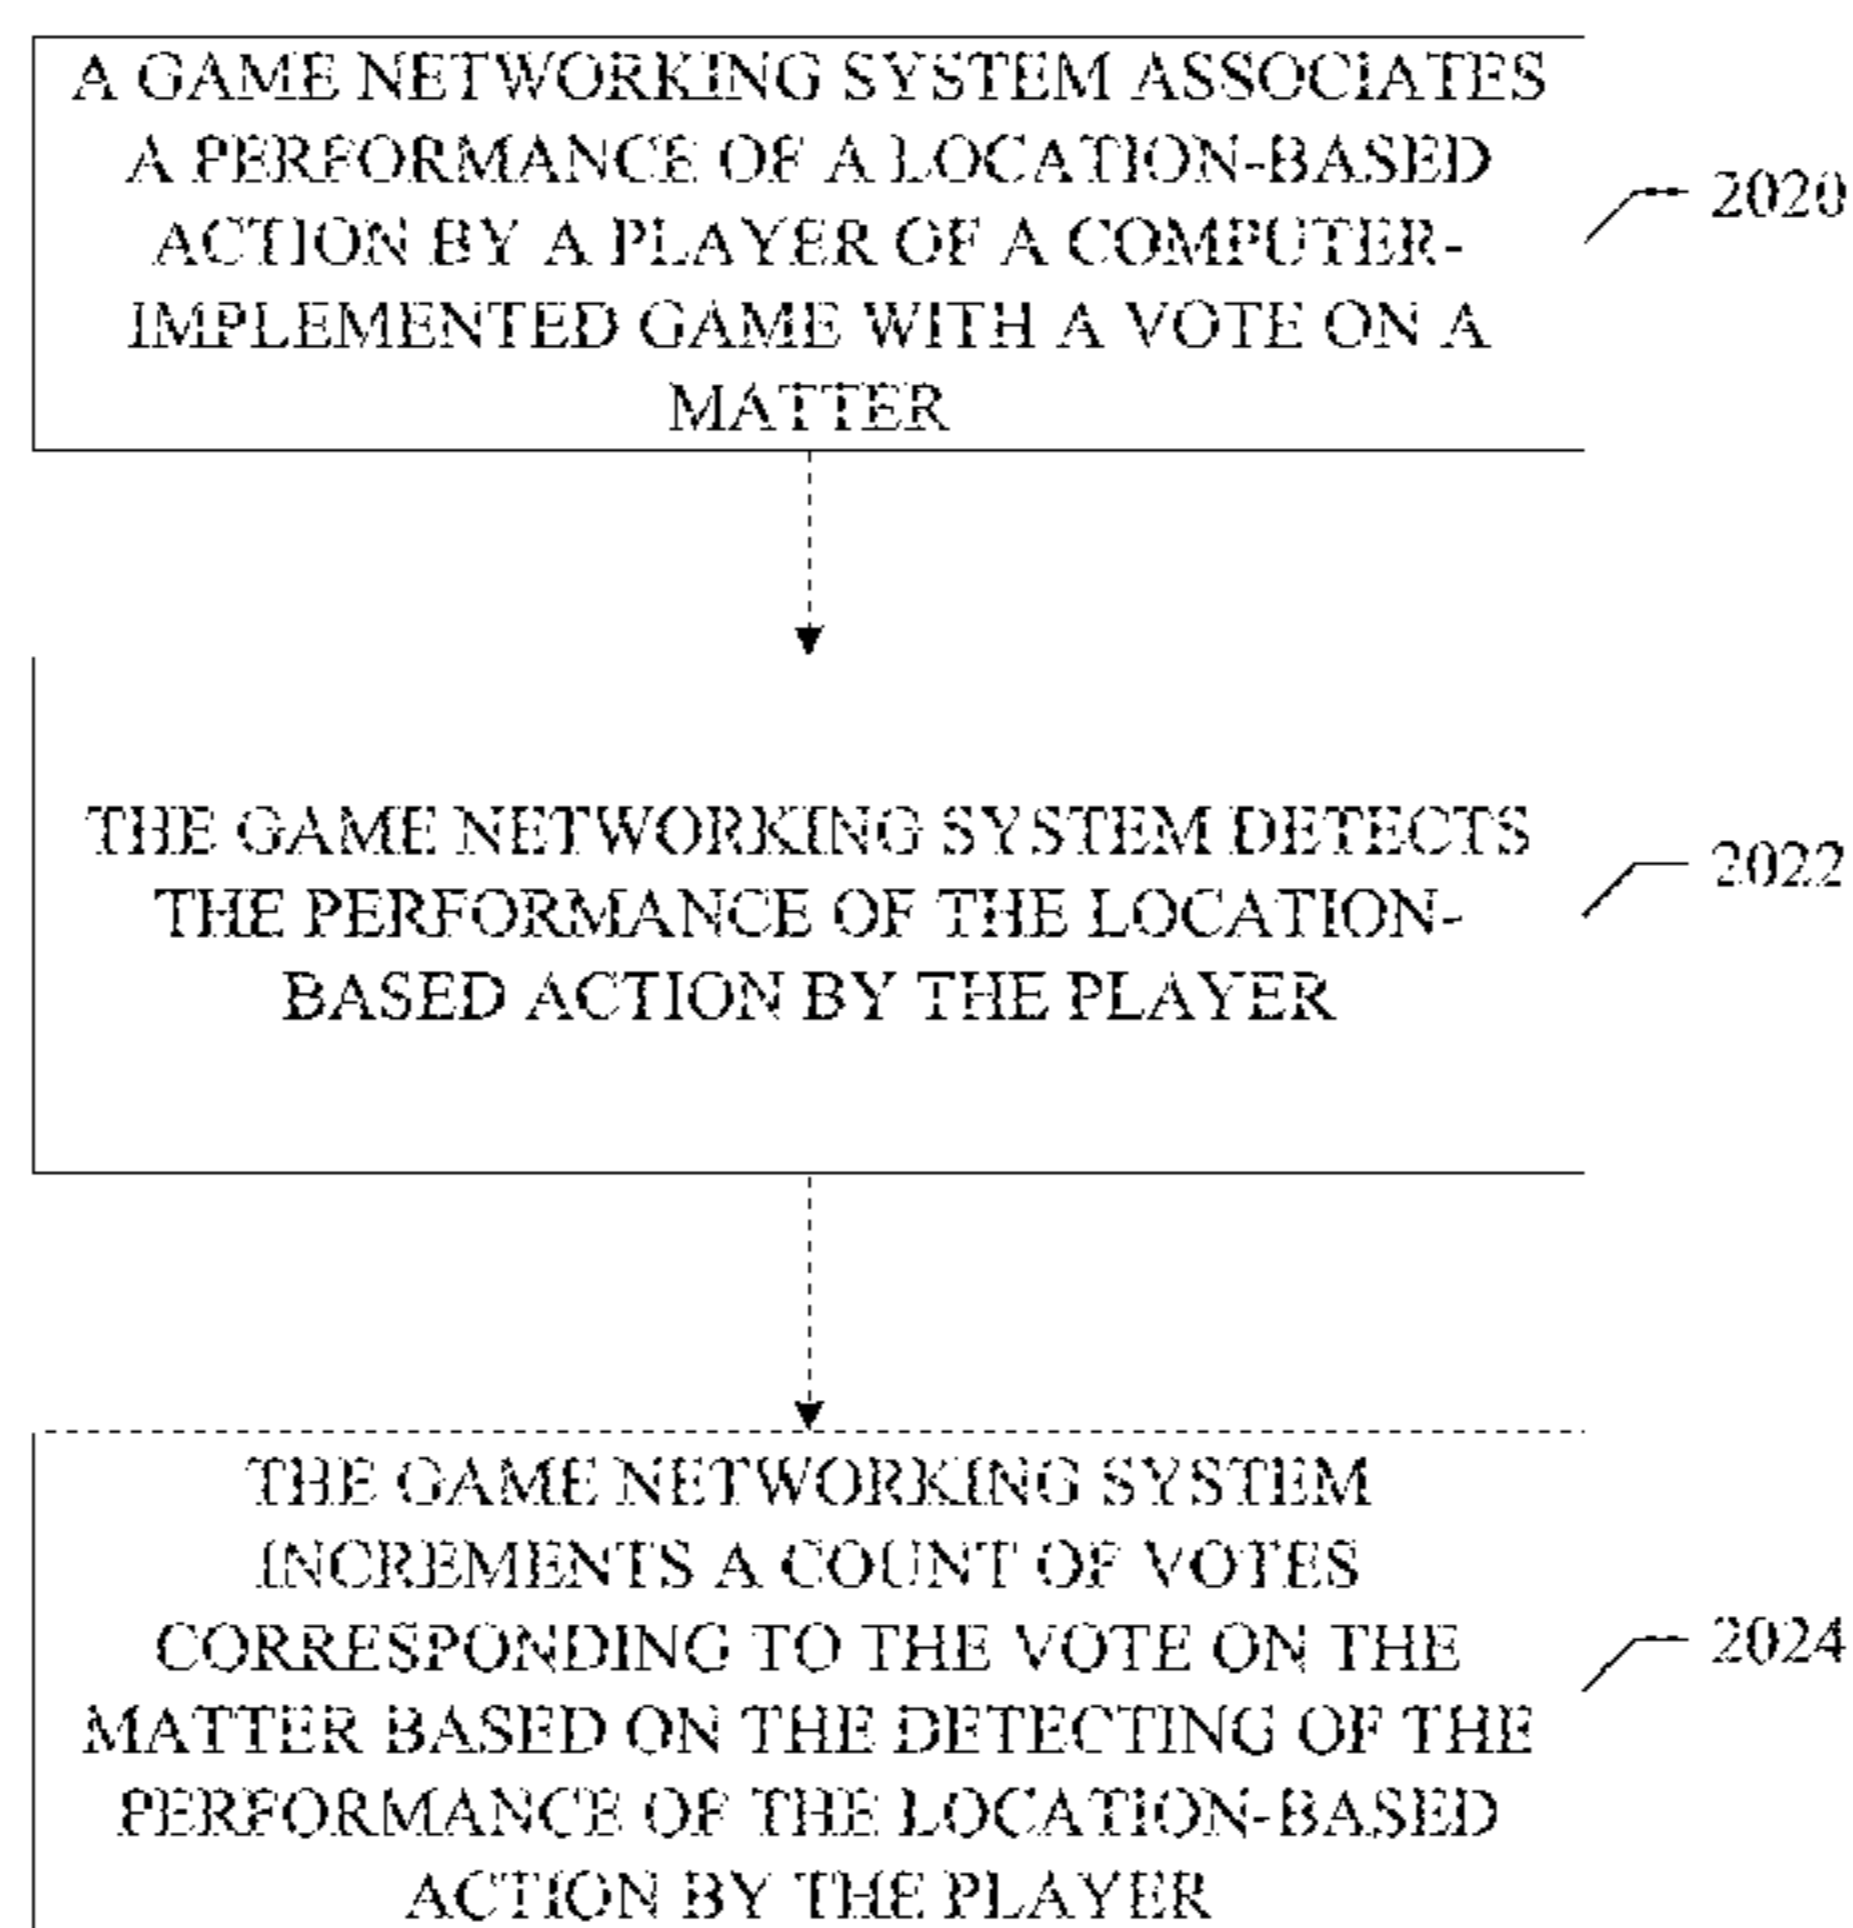 A GAME NETWORKING SYSTEM ASSOCIATES
A PERFORMANCE OF A LOCATION-BASED
ACTION BY A PLAYER OF A COMPUTER-
IMPLEMENTED GAME WITH A VOTE ON A
MATTER
2020
THE GAME NETWORKING SYSTEM DETECTS
THE PERFORMANCE OF THE LOCATION-
BASED ACTION BY THE PLAYER
2022
THE GAME NETWORKING SYSTEM
INCREMENTS A COUNT OF VOTES
CORRESPONDING TO THE VOTE ON THE
MATTER BASED ON THE DETECTING OF THE
PERFORMANCE OF THE LOCATION-BASED
ACTION BY THE PLAYER
2024